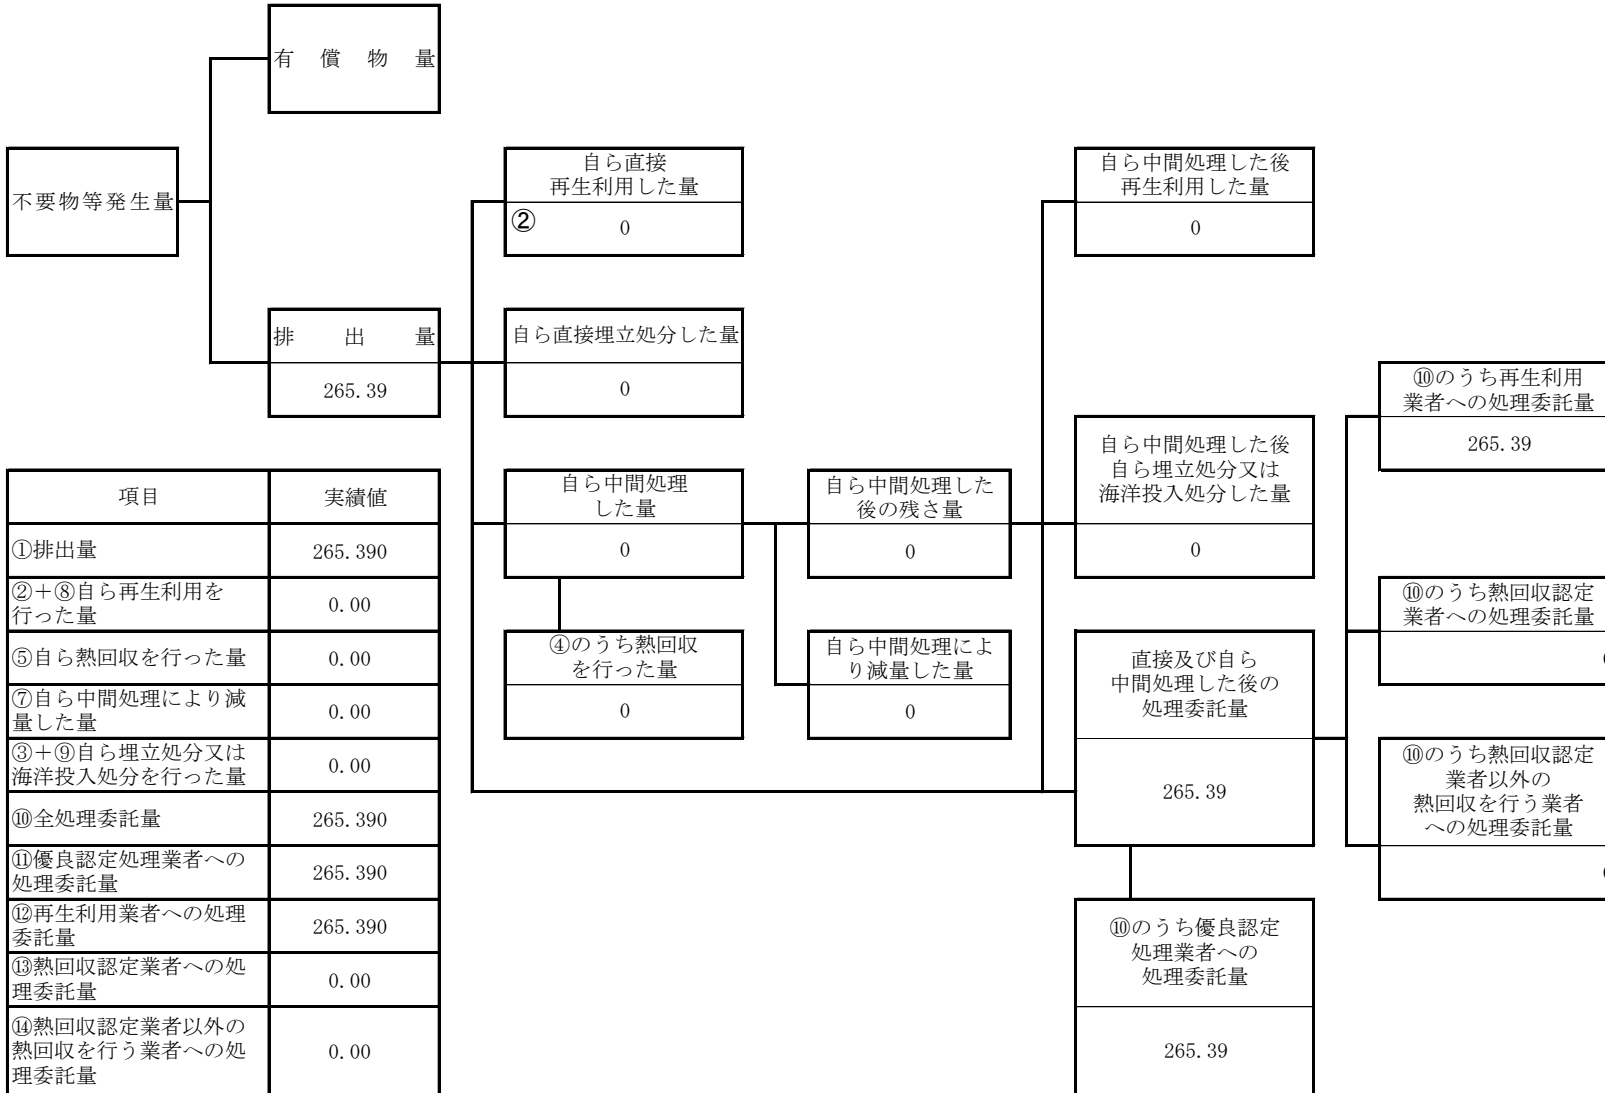 有償物量
不要物等発生量
自ら直接
再生利用した量
② 0
自ら中間処理した後
再生利用した量
0
排出量
265.39
自ら直接埋立処分した量
0
⑩のうち再生利用
業者への処理委託量
265.39
自ら中間処理した後
自ら埋立処分又は
海洋投入処分した量
0
自ら中間処理
した量
0
自ら中間処理した
後の残さ量
0
④のうち熱回収
を行った量
0
自ら中間処理によ
り減量した量
0
⑩のうち熱回収認定
業者への処理委託量
直接及び自ら
中間処理した後の
処理委託量
265.39
⑩のうち熱回収認定
業者以外の
熱回収を行う業者
への処理委託量
⑩のうち優良認定
処理業者への
処理委託量
265.39
項目 実績値
①排出量 265.390
②＋⑧自ら再生利用を
行った量 0.00
⑤自ら熱回収を行った量 0.00
⑦自ら中間処理により減
量した量 0.00
③＋⑨自ら埋立処分又は
海洋投入処分を行った量 0.00
⑩全処理委託量 265.390
⑪優良認定処理業者への
処理委託量 265.390
⑫再生利用業者への処理
委託量 265.390
⑬熱回収認定業者への処
理委託量 0.00
⑭熱回収認定業者以外の
熱回収を行う業者への処
理委託量 0.00